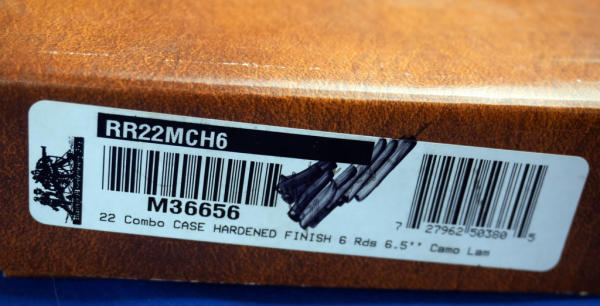 RR22MCH6
M36656
22 Combo CASE HARDENED FINISH 6 Rds 6.5'' Camo Lam
7 27962 50380 5